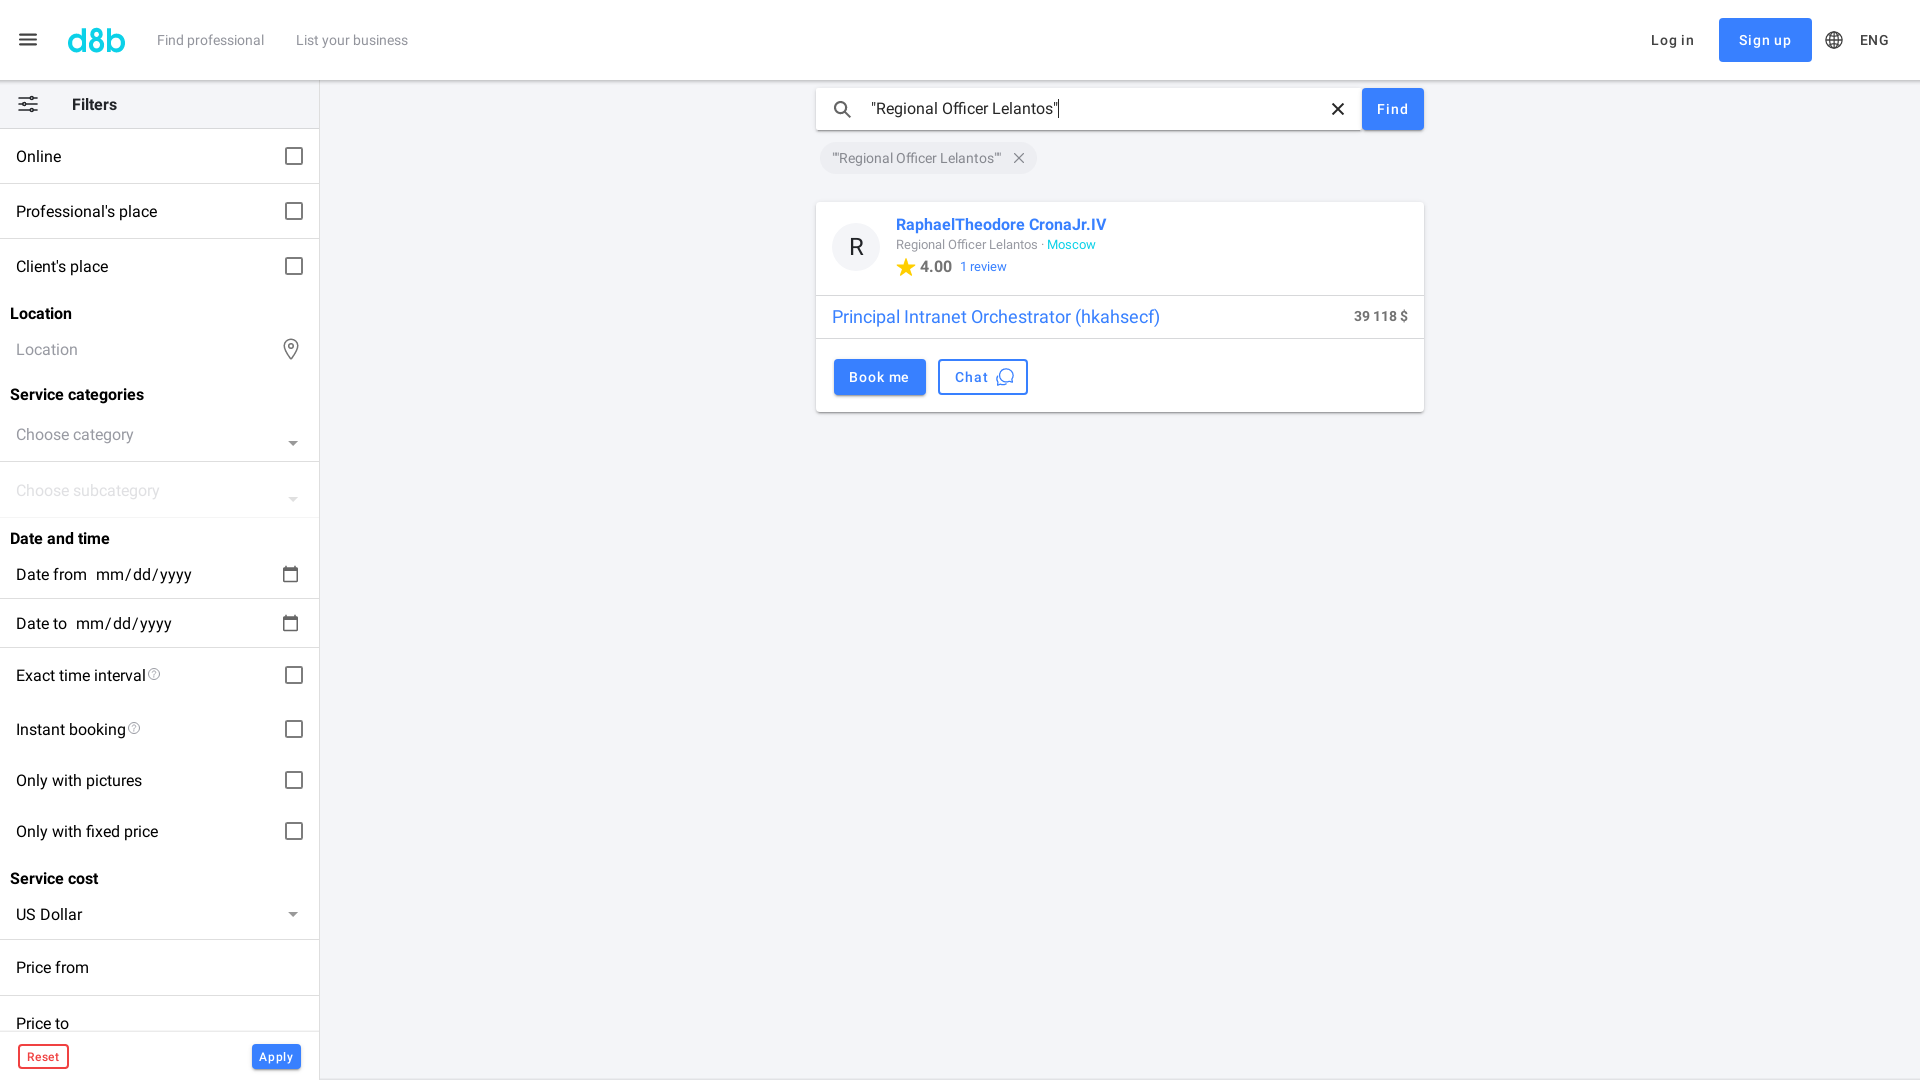 d8b
Find professional
List your business
Log in
Sign up
ENG
Filters
Online
Professional's place
Client's place
Location
Location
Service categories
Choose category
Choose subcategory
Date and time
Date from mm/dd/yyyy
Date to mm/dd/yyyy
Exact time interval
Instant booking
Only with pictures
Only with fixed price
Service cost
US Dollar
Price from
Price to
Reset
Apply
"Regional Officer Lelantos"
Find
""Regional Officer Lelantos""
R
RaphaelTheodore CronaJr.IV
Regional Officer Lelantos · Moscow
4.00 1 review
Principal Intranet Orchestrator (hkahsecf)
39 118 $
Book me
Chat